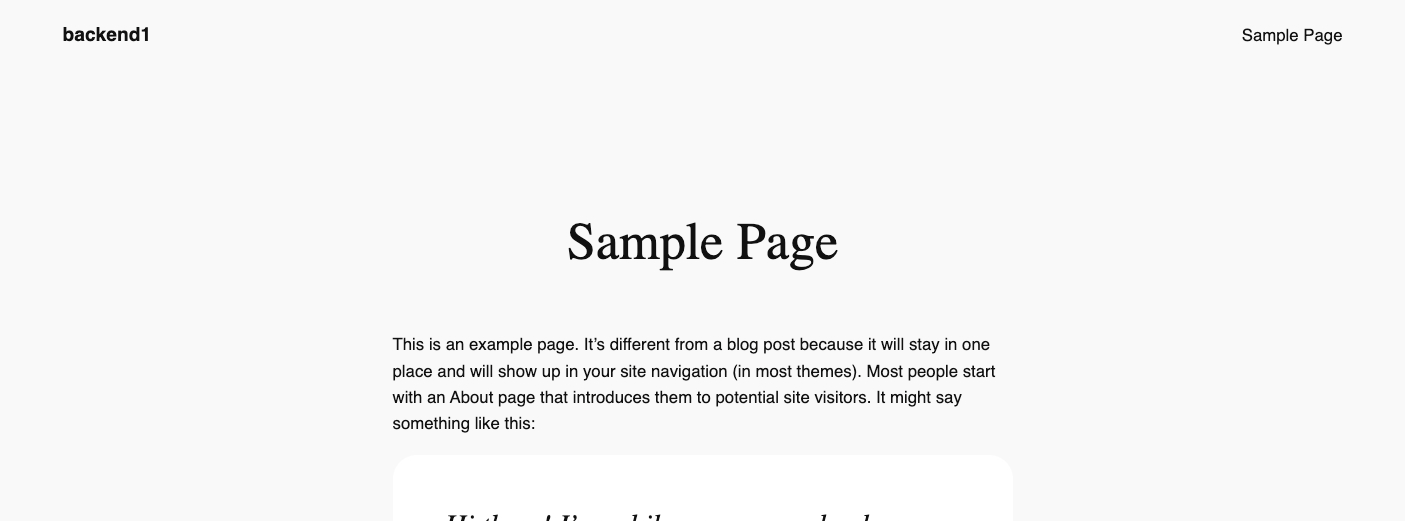 backend1
Sample Page
Sample Page
This is an example page. It’s different from a blog post because it will stay in one
place and will show up in your site navigation (in most themes). Most people start
with an About page that introduces them to potential site visitors. It might say
something like this: